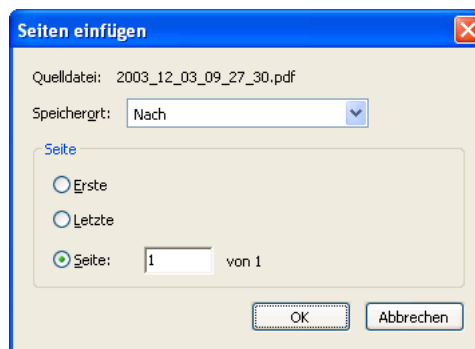 Seiten einfügen
Quelldatei: 2003_12_03_09_27_30.pdf
Speicherort: Nach
Seite
Erste
Letzte
Seite: 1 von 1
OK Abbrechen